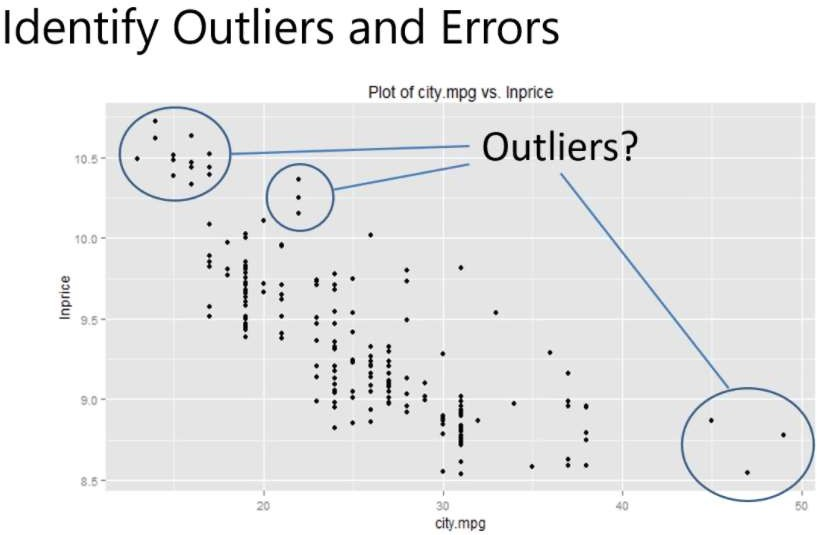 Identify Outliers and Errors
Plot of city.mpg vs. lnprice
Outliers?
lnprice
10.5
10.0
9.5
9.0
8.5
20
30
40
50
city.mpg